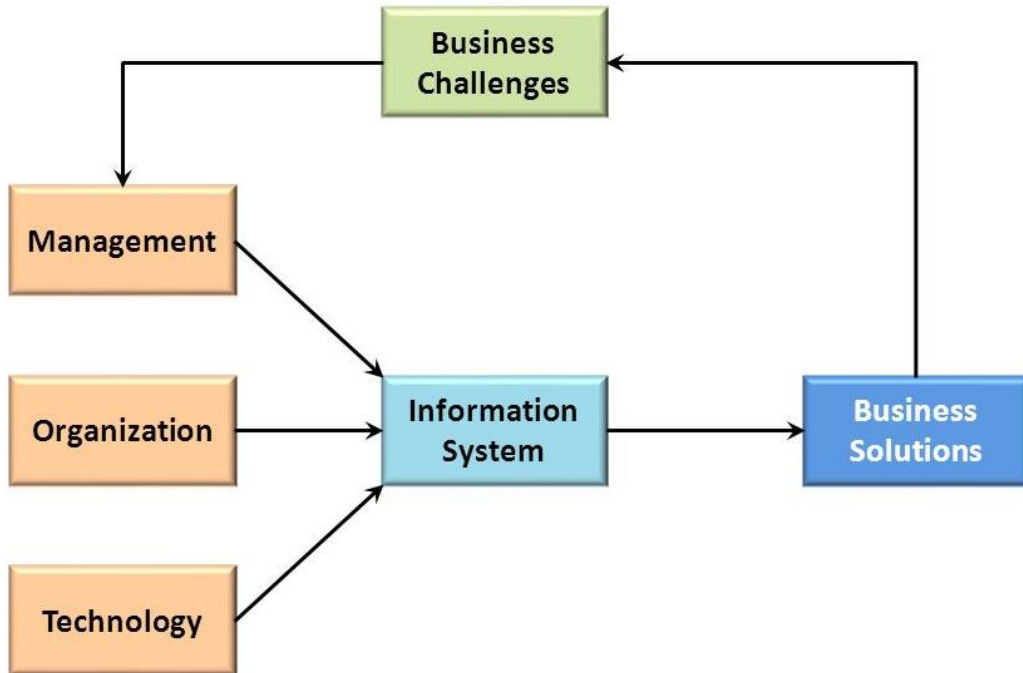 Business
Challenges
Management
Organization
Information
System
Business
Solutions
Technology